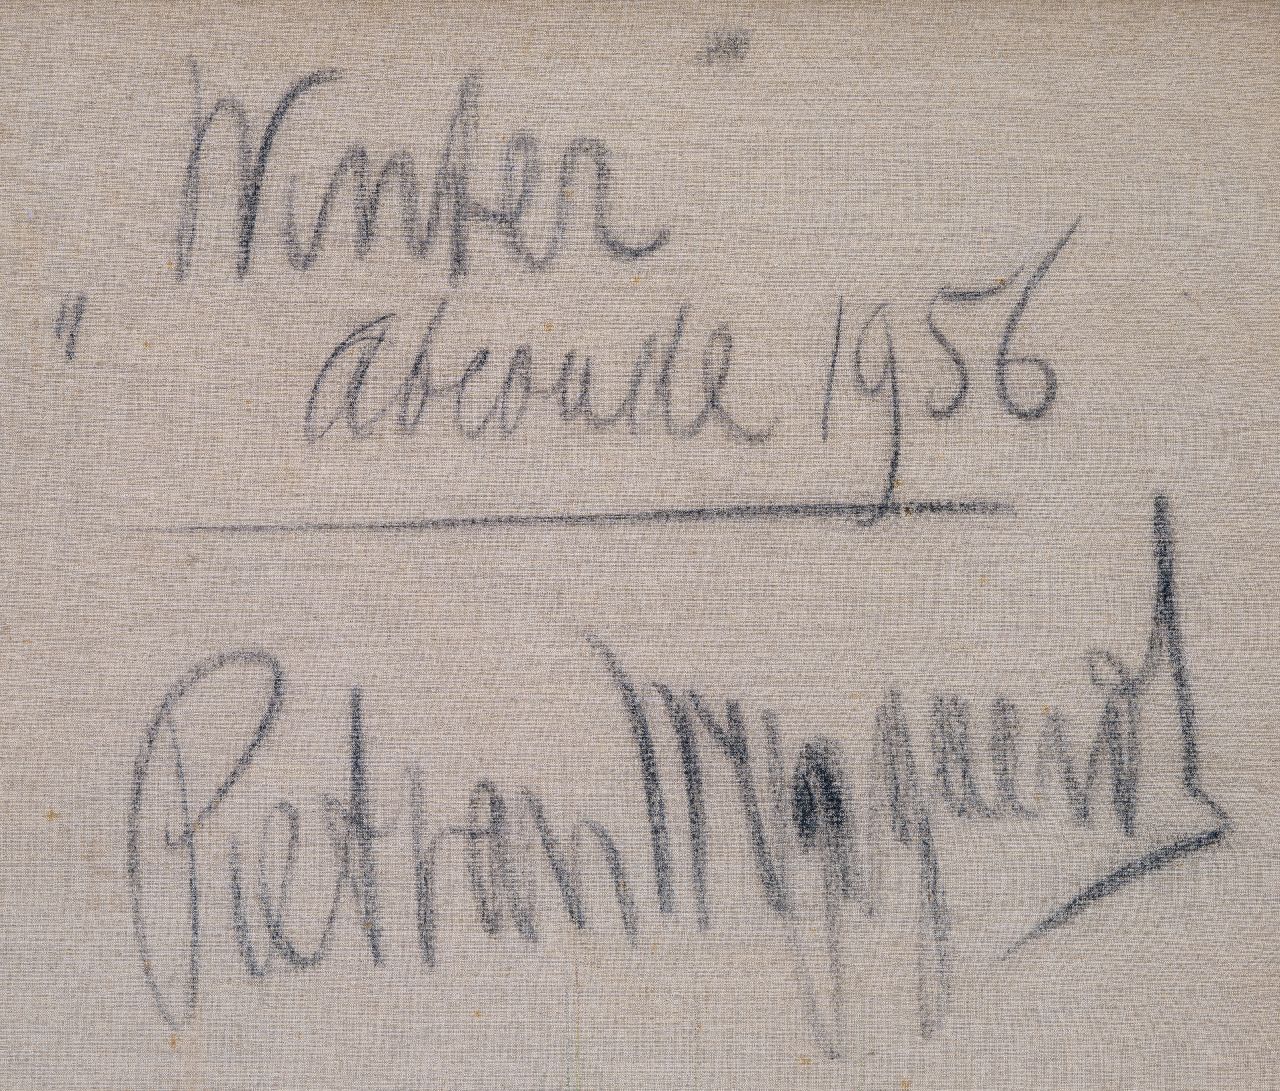 Winter
" Abcoude 1956
Piet van Wijngaerdt